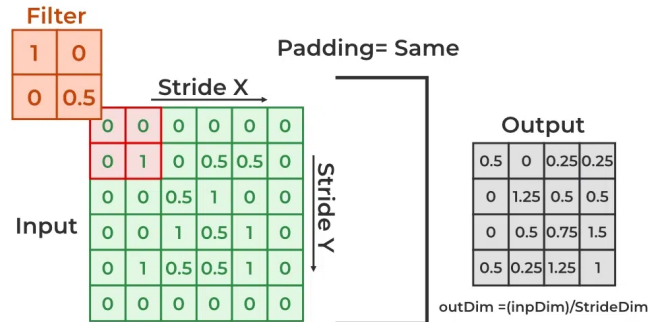 Filter
1 0
0 0.5
Padding= Same
Stride X
0 0 0 0 0 0
0 1 0 0.5 0.5 0
0 0 0.5 1 0 0
0 0 1 0.5 1 0
0 1 0.5 0.5 1 0
0 0 0 0 0 0
Input
Stride Y
Output
0.5 0 0.25 0.25
0 1.25 0.5 0.5
0 0.5 0.75 1.5
0.5 0.25 1.25 1
outDim =(inpDim)/StrideDim